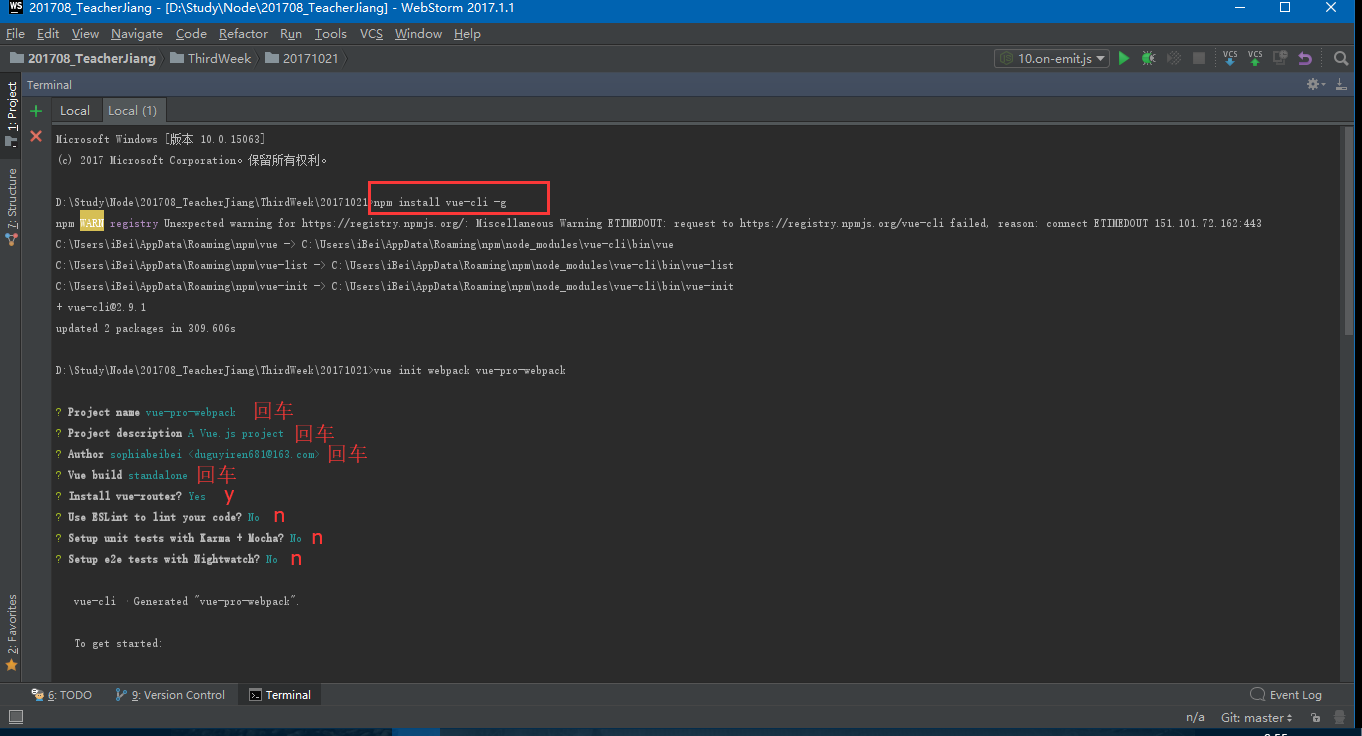 WS 201708_TeacherJiang - [D:\Study\Node\201708_TeacherJiang] - WebStorm 2017.1.1
File Edit View Navigate Code Refactor Run Tools VCS Window Help
201708_TeacherJiang ThirdWeek 20171021 10.on-emit.js VCS VCS
Terminal
1: Project
7: Structure
2: Favorites
Local Local (1)
Microsoft Windows [版本 10.0.15063]
(c) 2017 Microsoft Corporation。保留所有权利。
D:\Study\Node\201708_TeacherJiang\ThirdWeek\20171021>npm install vue-cli -g
npm WARN registry Unexpected warning for https://registry.npmjs.org/: Miscellaneous Warning ETIMEDOUT: request to https://registry.npmjs.org/vue-cli failed, reason: connect ETIMEDOUT 151.101.72.162:443
C:\Users\iBei\AppData\Roaming\npm\vue -> C:\Users\iBei\AppData\Roaming\npm\node_modules\vue-cli\bin\vue
C:\Users\iBei\AppData\Roaming\npm\vue-list -> C:\Users\iBei\AppData\Roaming\npm\node_modules\vue-cli\bin\vue-list
C:\Users\iBei\AppData\Roaming\npm\vue-init -> C:\Users\iBei\AppData\Roaming\npm\node_modules\vue-cli\bin\vue-init
+ vue-cli@2.9.1
updated 2 packages in 309.606s
D:\Study\Node\201708_TeacherJiang\ThirdWeek\20171021>vue init webpack vue-pro-webpack
? Project name vue-pro-webpack 回车
? Project description A Vue.js project 回车
? Author sophiabeibei <duguyiren681@163.com> 回车
? Vue build standalone 回车
? Install vue-router? Yes y
? Use ESLint to lint your code? No n
? Setup unit tests with Karma + Mocha? No n
? Setup e2e tests with Nightwatch? No n
vue-cli · Generated "vue-pro-webpack".
To get started:
6: TODO 9: Version Control Terminal Event Log
n/a Git: master